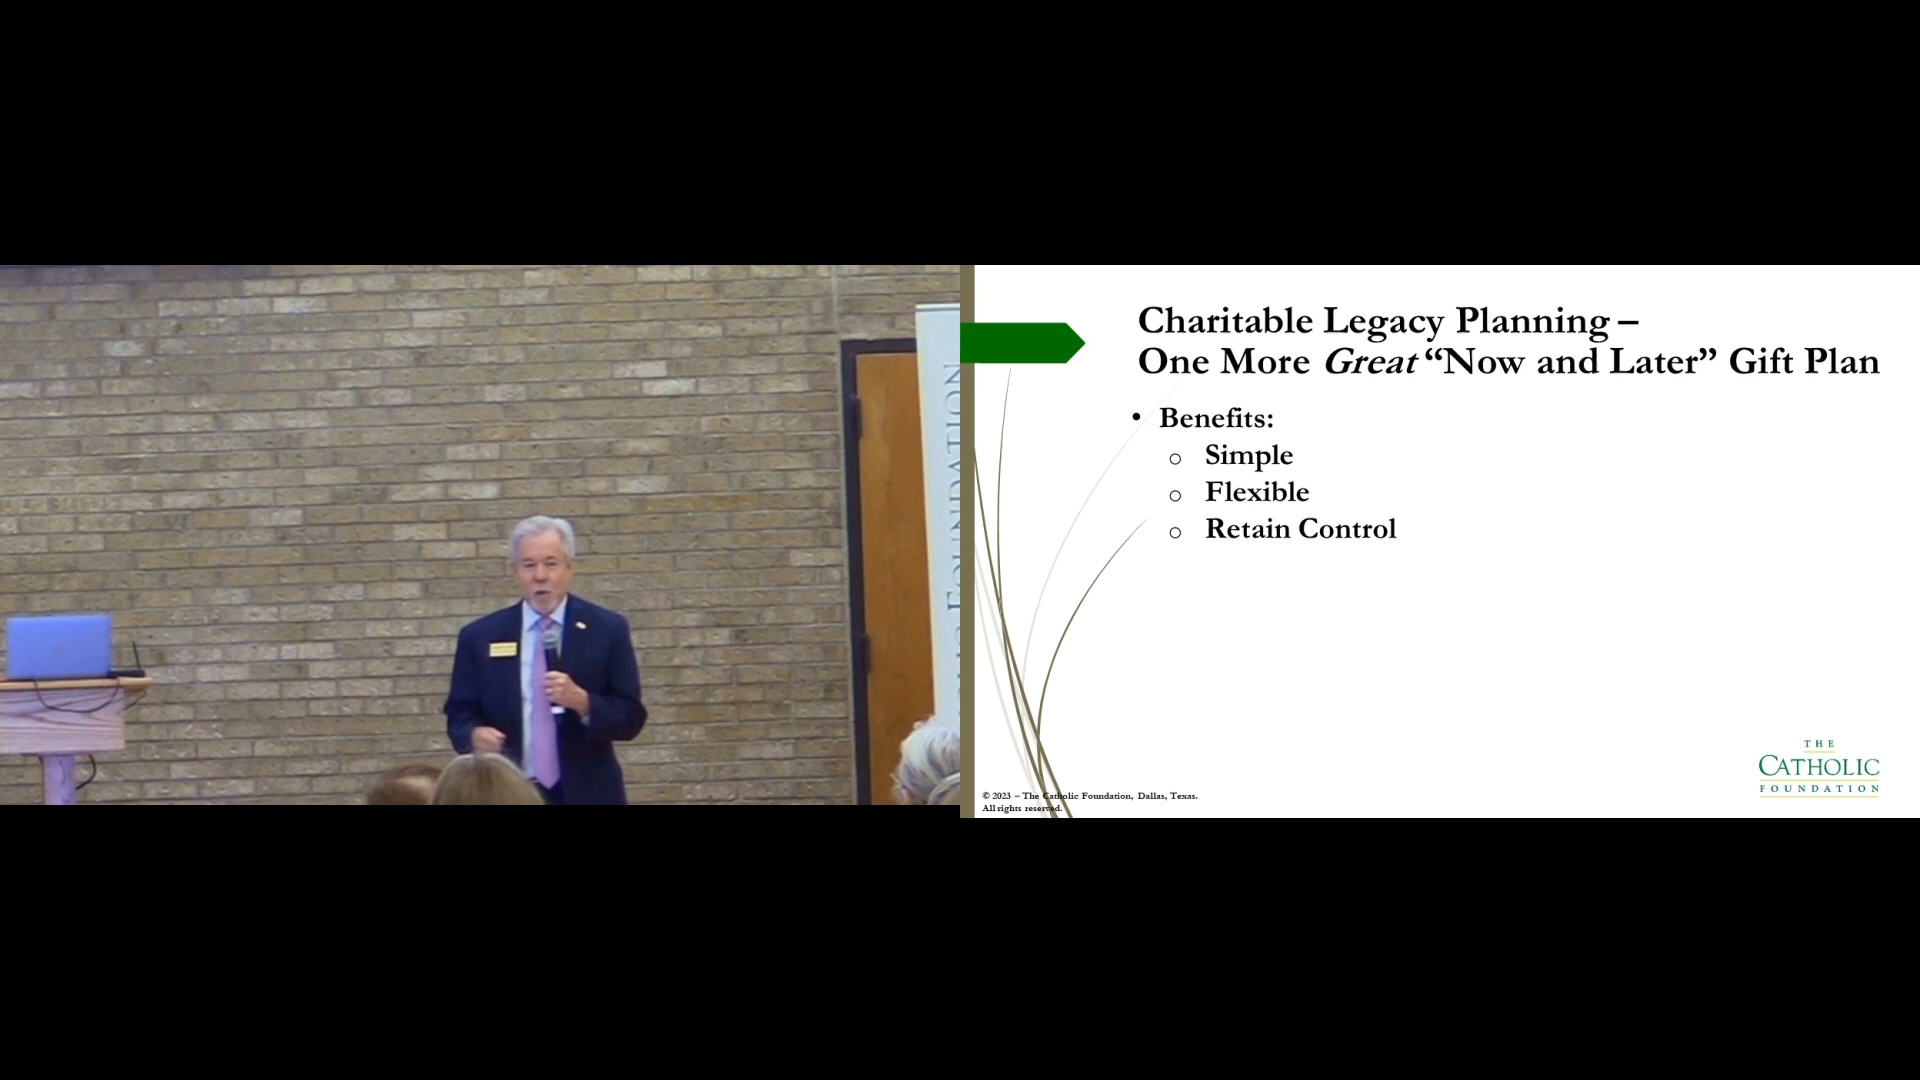 FOUNDATION
Charitable Legacy Planning –
One More Great “Now and Later” Gift Plan
• Benefits:
o Simple
o Flexible
o Retain Control
THE
CATHOLIC
FOUNDATION
© 2023 – The Catholic Foundation, Dallas, Texas.
All rights reserved.